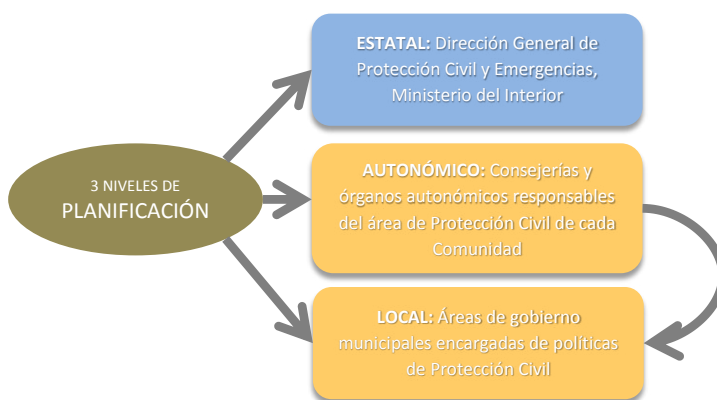 ESTATAL: Dirección General de
Protección Civil y Emergencias,
Ministerio del Interior
3 NIVELES DE
PLANIFICACIÓN
AUTONÓMICO: Consejerías y
órganos autonómicos responsables
del área de Protección Civil de cada
Comunidad
LOCAL: Áreas de gobierno
municipales encargadas de políticas
de Protección Civil